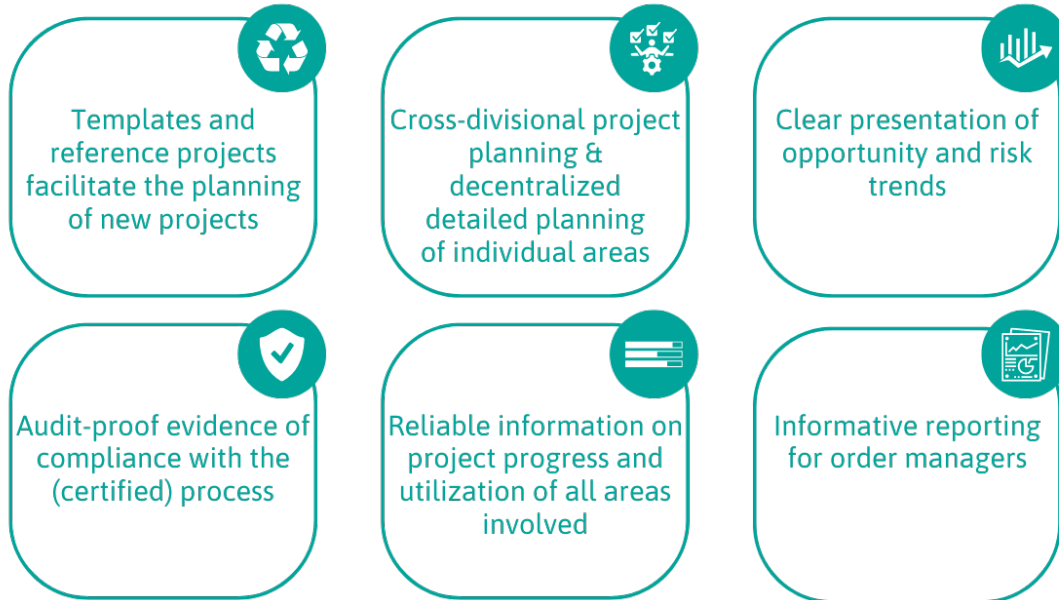 Templates and
reference projects
facilitate the planning
of new projects
Cross-divisional project
planning &
decentralized
detailed planning
of individual areas
Clear presentation of
opportunity and risk
trends
Audit-proof evidence of
compliance with the
(certified) process
Reliable information on
project progress and
utilization of all areas
involved
Informative reporting
for order managers